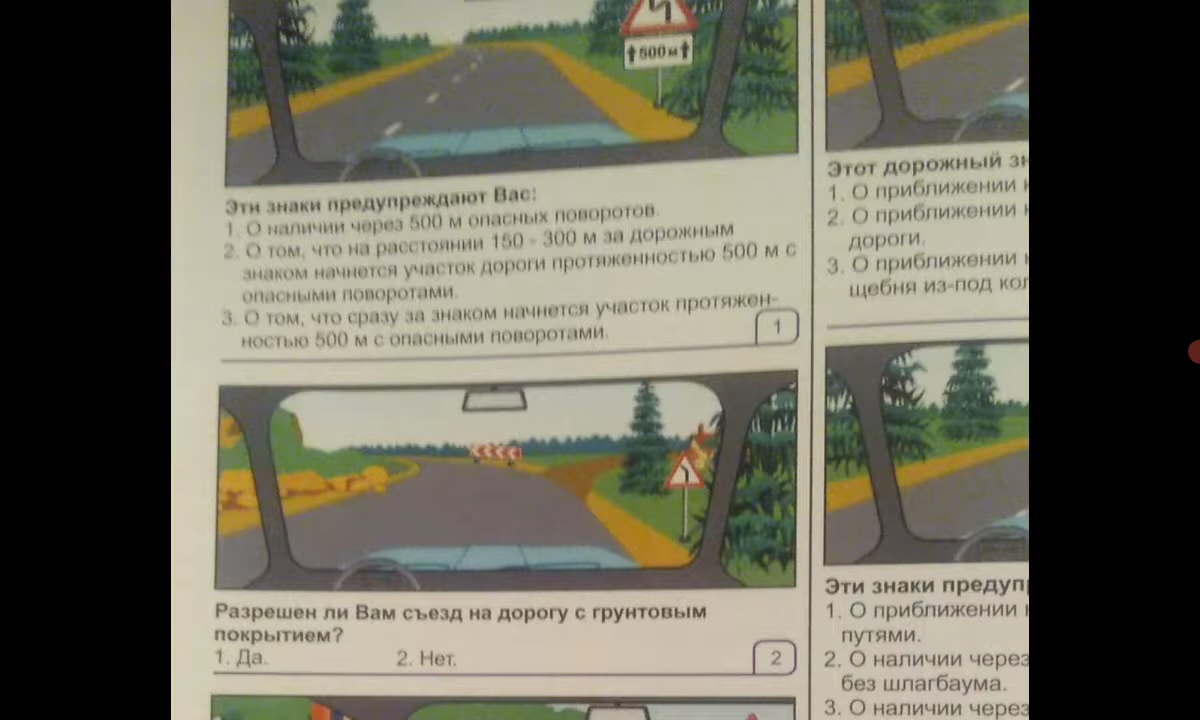 500 м
Эти знаки предупреждают Вас:
1. О наличии через 500 м опасных поворотов.
2. О том, что на расстоянии 150 - 300 м за дорожным
знаком начнется участок дороги протяженностью 500 м с
опасными поворотами.
3. О том, что сразу за знаком начнется участок протяжен-
ностью 500 м с опасными поворотами.
1
Разрешен ли Вам съезд на дорогу с грунтовым
покрытием?
1. Да. 2. Нет.
2
Этот дорожный
1. О приближении
2. О приближении
дороги.
3. О приближении
щебня из-под
Эти знаки
1. О приближении
путями.
2. О наличии через
без шлагбаума.
3. О наличии через